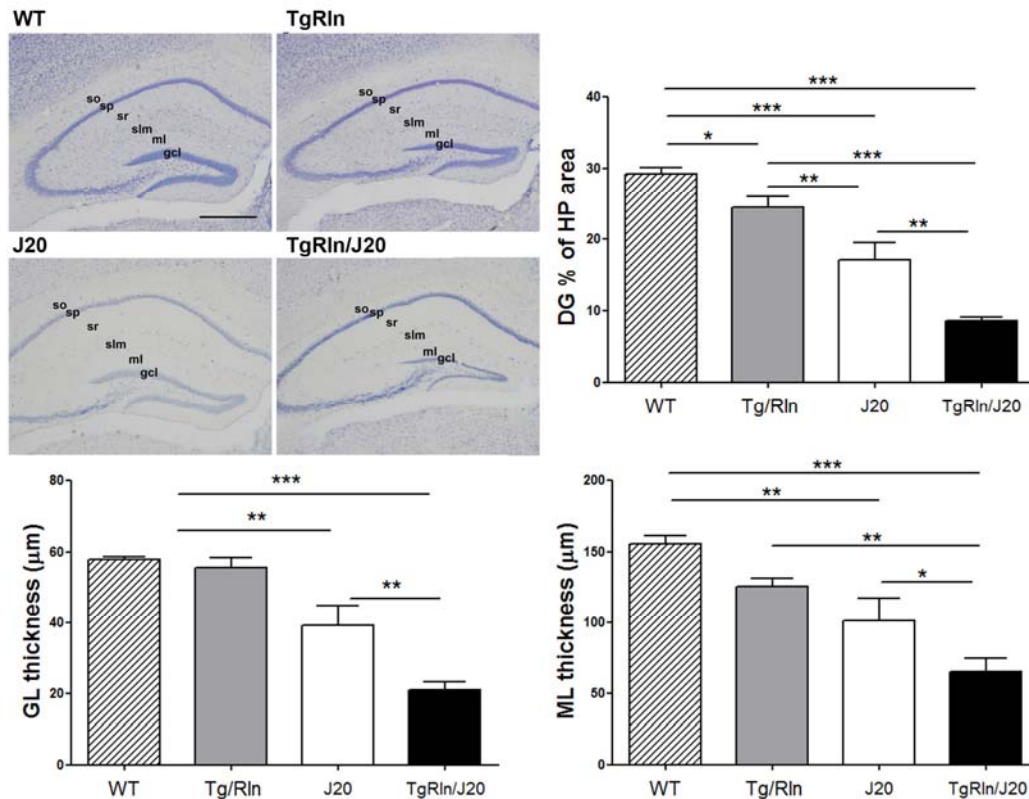 WT
TgRln
so
sp
sr
slm
ml
gcl
so
sp
sr
slm
ml
gcl
J20
TgRln/J20
so
sp
sr
slm
ml
gcl
so
sp
sr
slm
ml
gcl
DG % of HP area
40
30
20
10
0
***
***
*
***
**
**
WT
Tg/Rln
J20
TgRln/J20
GL thickness (µm)
80
60
40
20
0
***
**
**
WT
Tg/Rln
J20
TgRln/J20
ML thickness (µm)
200
150
100
50
0
***
**
**
*
WT
Tg/Rln
J20
TgRln/J20